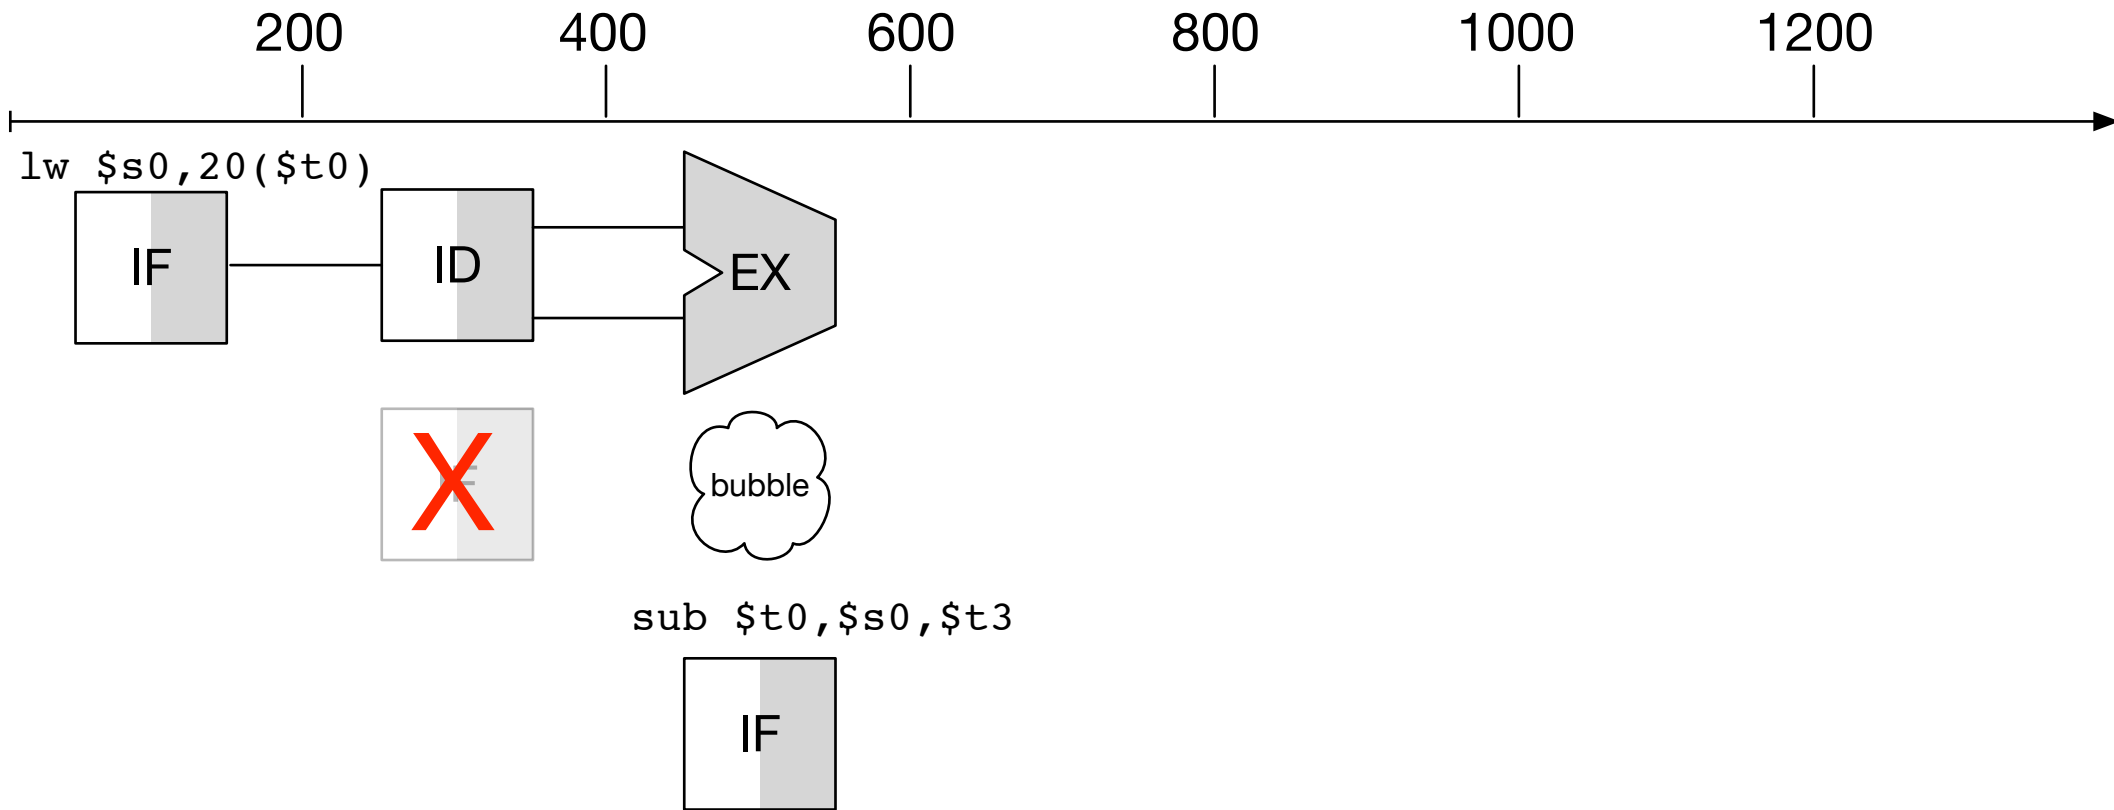 200 400 600 800 1000 1200
lw $s0,20($t0)
IF ID EX
X IF bubble
sub $t0,$s0,$t3
IF